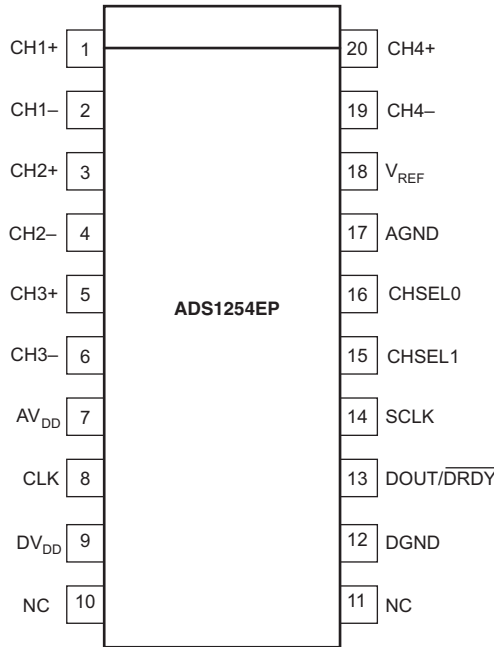 CH1+ 1 20 CH4+
CH1– 2 19 CH4–
CH2+ 3 18 VREF
CH2– 4 17 AGND
CH3+ 5 16 CHSEL0
ADS1254EP
CH3– 6 15 CHSEL1
AVDD 7 14 SCLK
CLK 8 13 DOUT/DRDY
DVDD 9 12 DGND
NC 10 11 NC